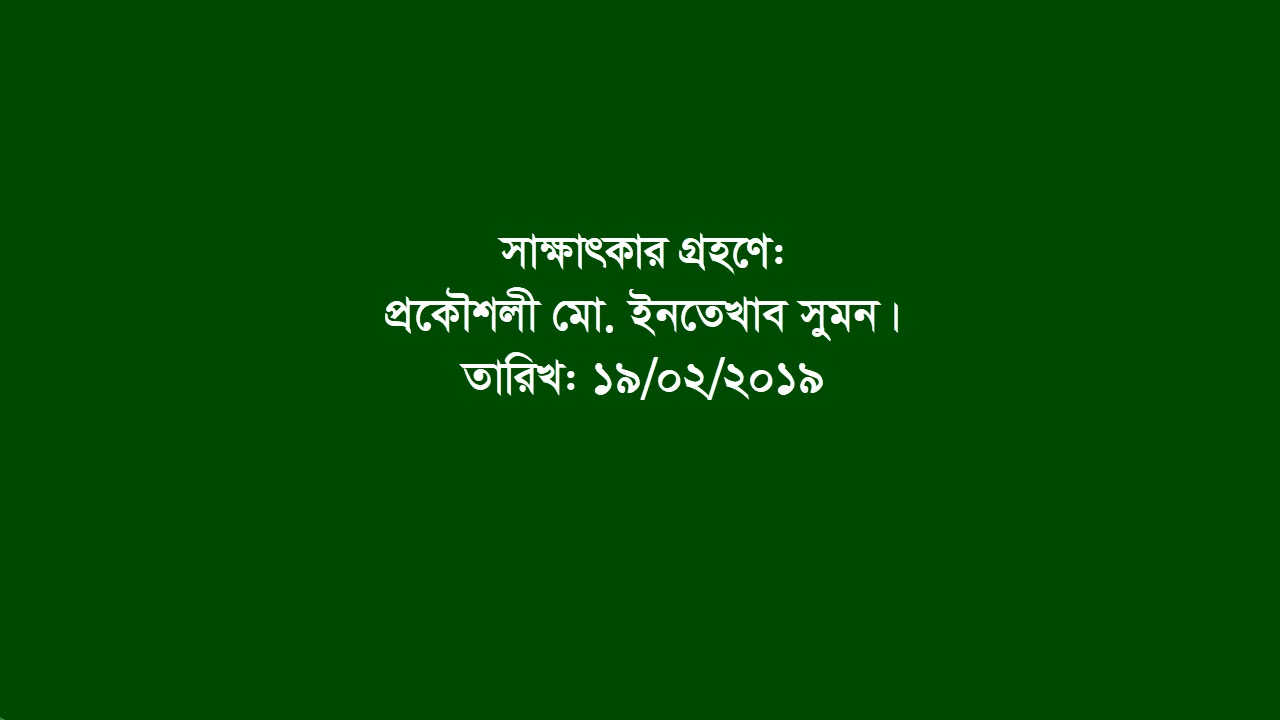 সাক্ষাৎকার গ্রহণে:
প্রকৌশলী মো. ইনতেখাব সুমন।
তারিখ: ১৯/০২/২০১৯